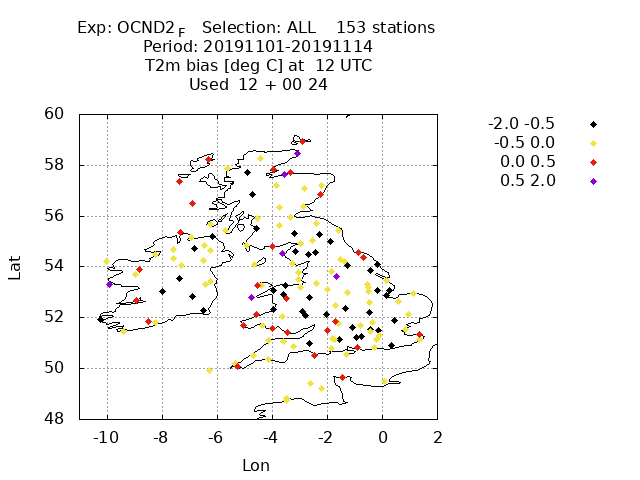 Exp: OCND2F Selection: ALL 153 stations
Period: 20191101-20191114
T2m bias [deg C] at 12 UTC
Used 12 + 00 24
-2.0 -0.5
-0.5 0.0
0.0 0.5
0.5 2.0
60
58
56
54
52
50
48
Lat
-10 -8 -6 -4 -2 0 2
Lon